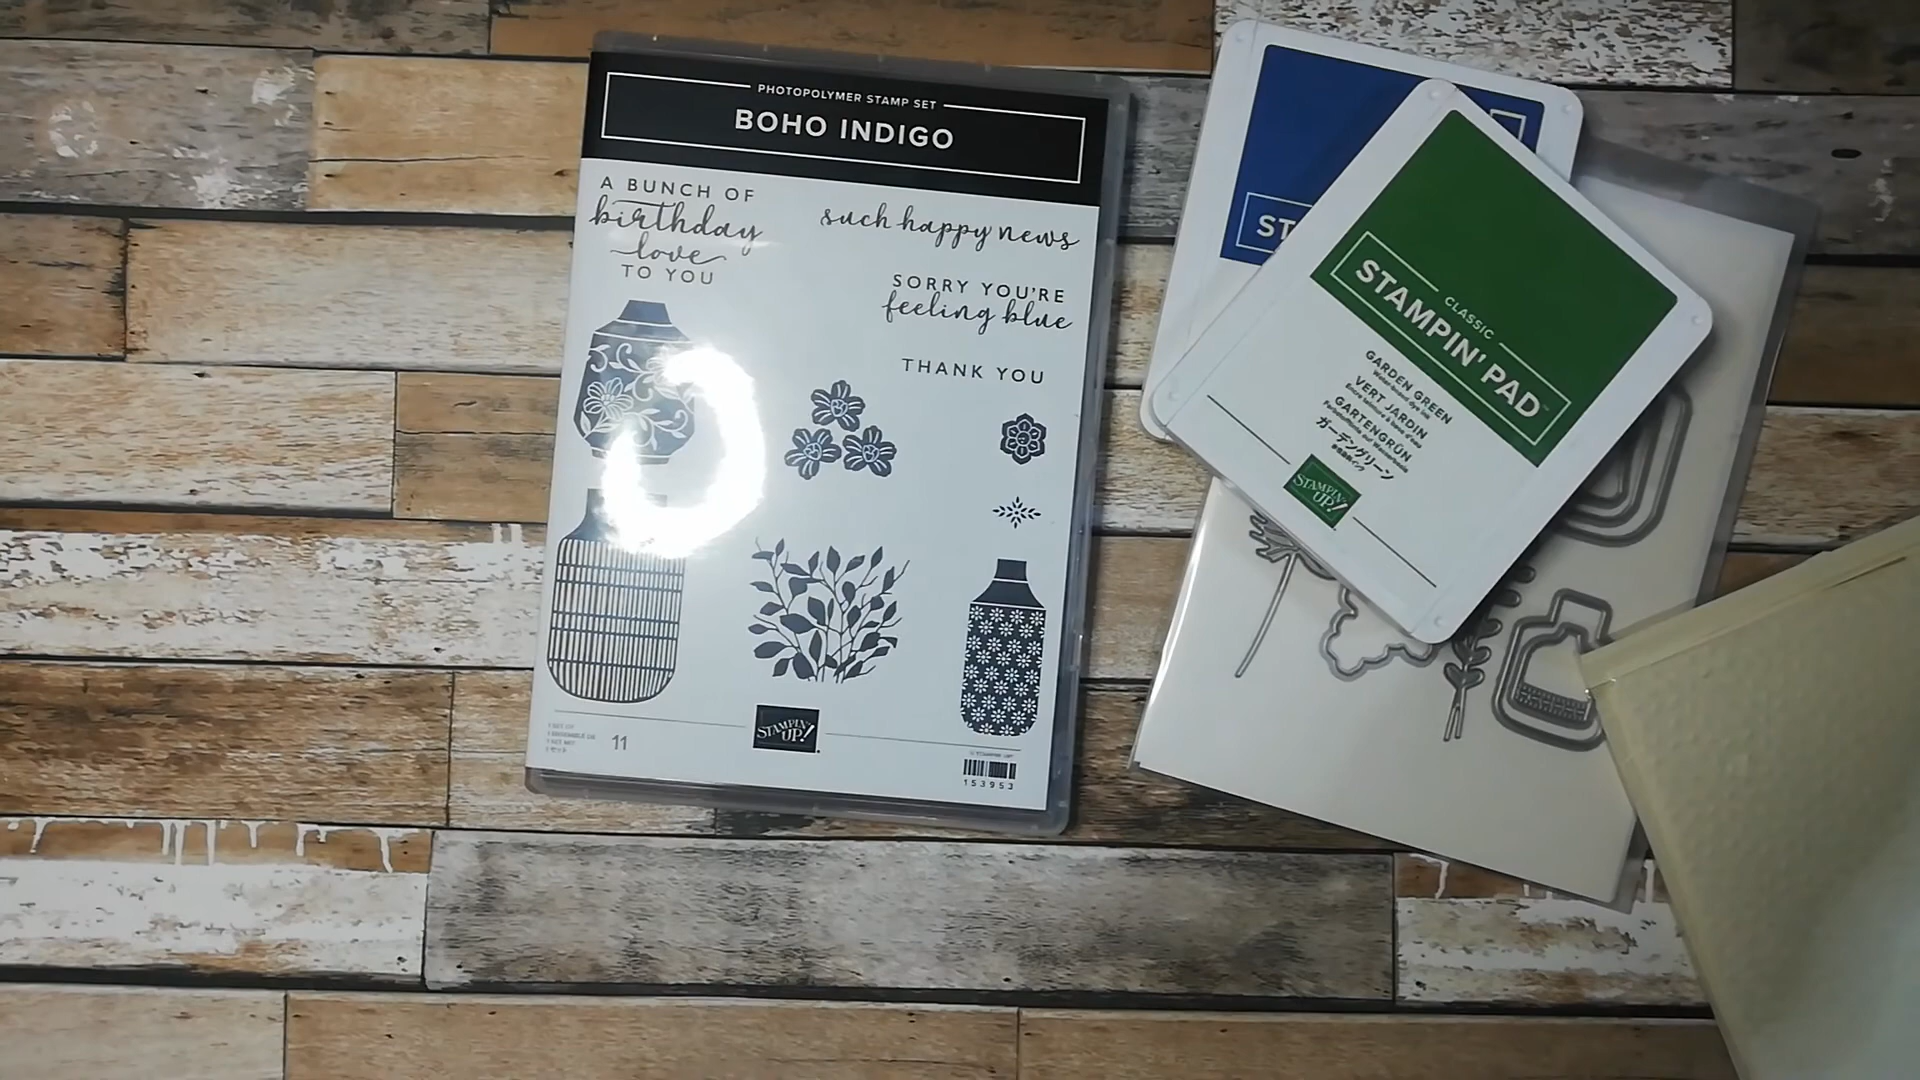 PHOTOPOLYMER STAMP SET
BOHO INDIGO
A BUNCH OF
birthday
love
TO YOU
such happy news
SORRY YOU'RE
feeling blue
THANK YOU
11
STAMPIN' UP!
153953
ST
CLASSIC
STAMPIN' PAD
GARDEN GREEN
VERT JARDIN
GARTENGRÜN
ガーデングリーン
STAMPIN' UP!